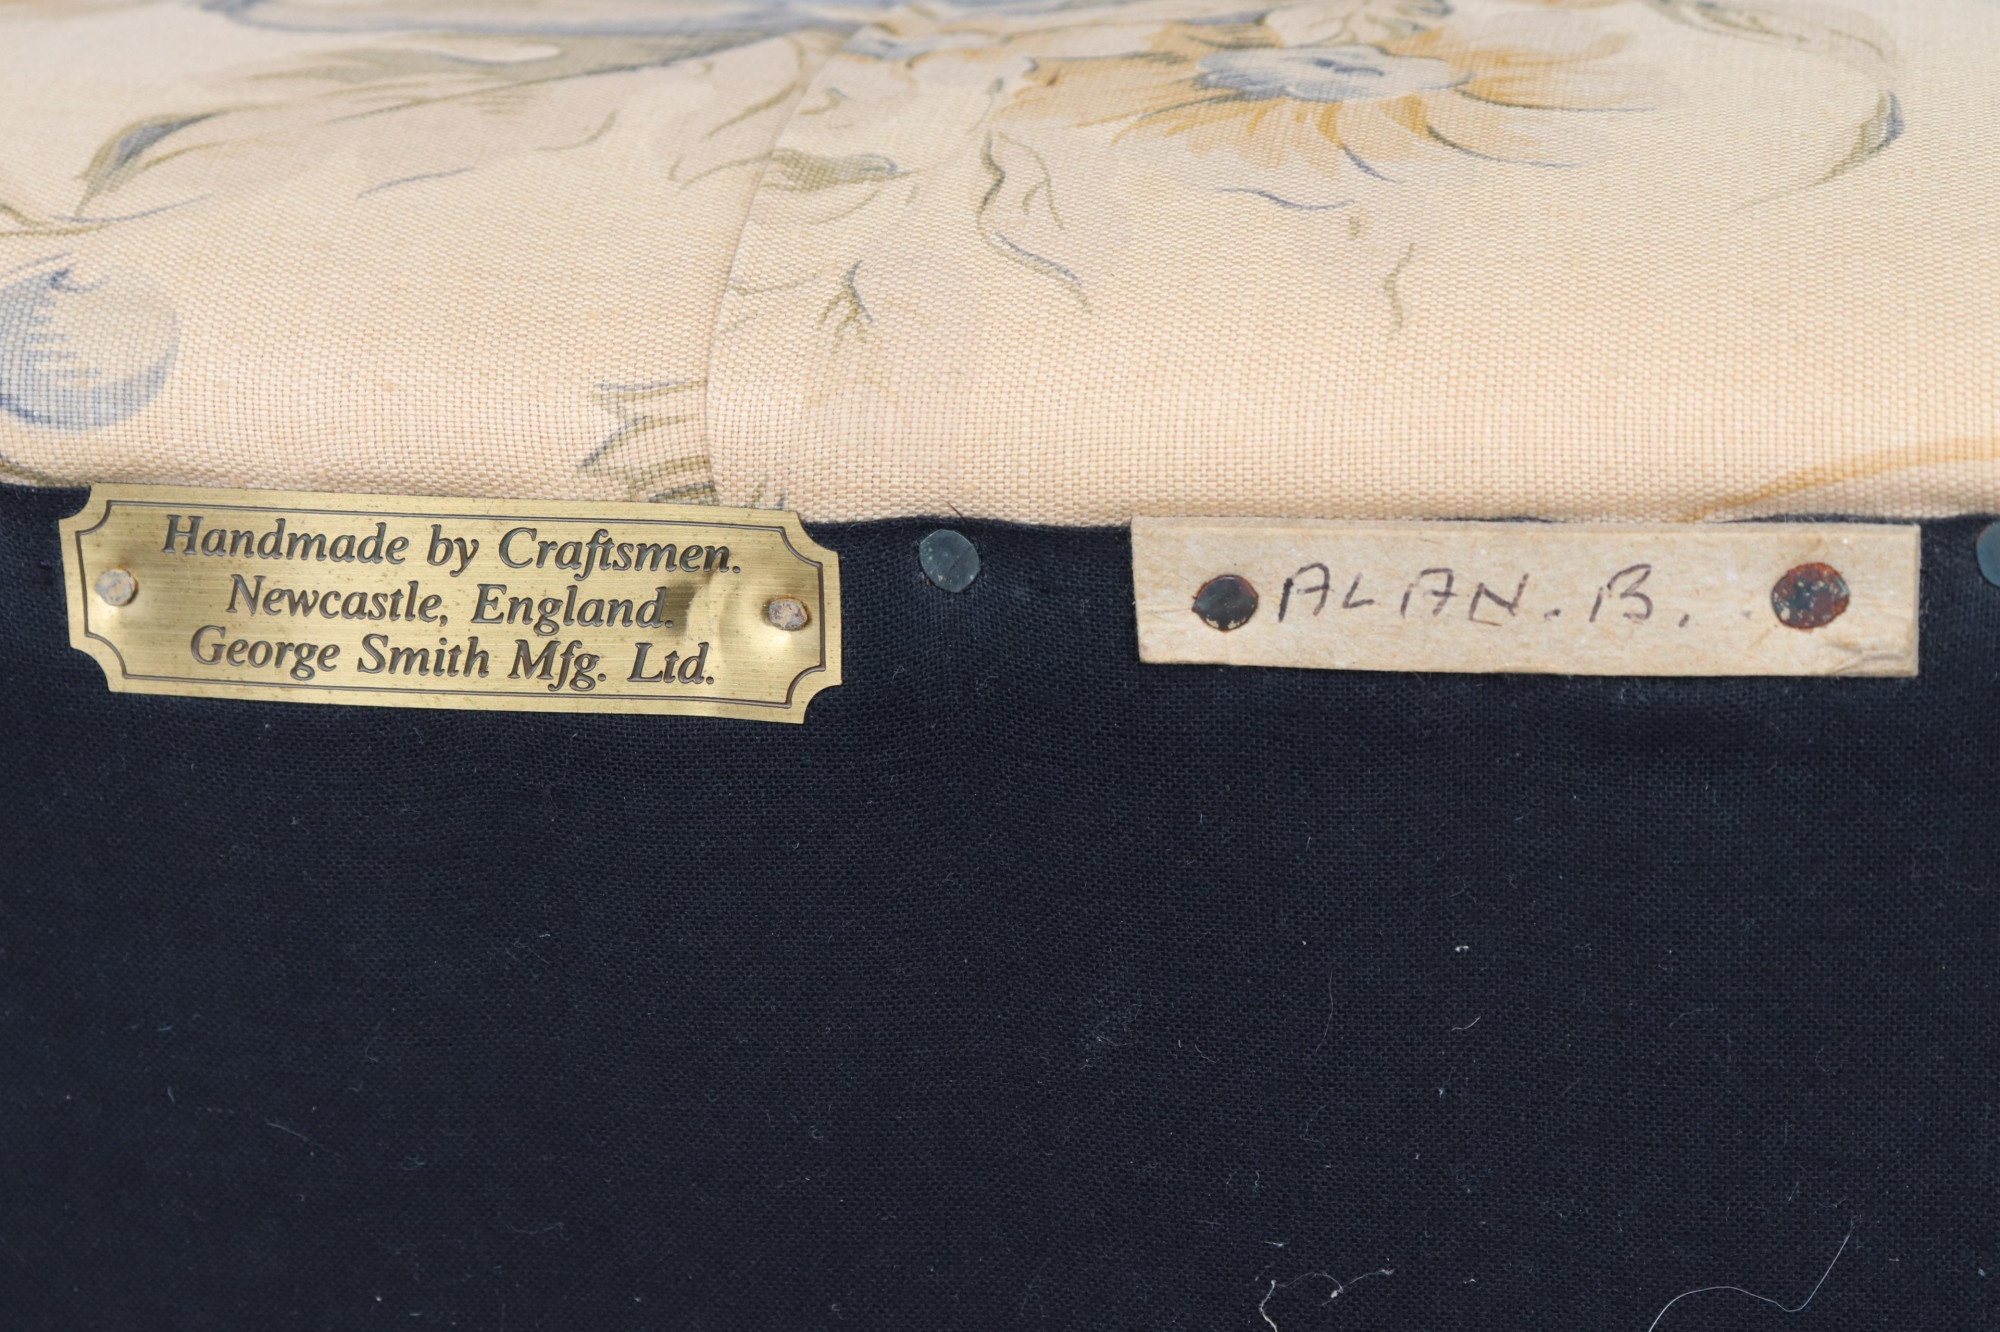 Handmade by Craftsmen.
Newcastle, England.
George Smith Mfg. Ltd.
ALAN. B.